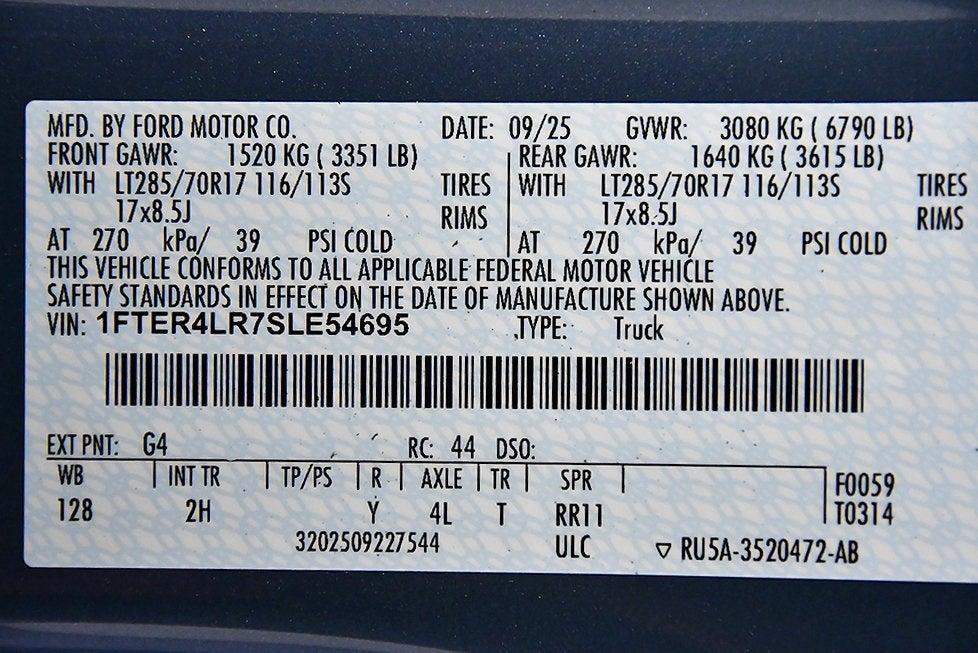 MFD. BY FORD MOTOR CO. DATE: 09/25 GVWR: 3080 KG ( 6790 LB)
FRONT GAWR: 1520 KG ( 3351 LB) REAR GAWR: 1640 KG ( 3615 LB)
WITH LT285/70R17 116/113S TIRES WITH LT285/70R17 116/113S TIRES
17x8.5J RIMS 17x8.5J RIMS
AT 270 kPa/ 39 PSI COLD AT 270 kPa/ 39 PSI COLD
THIS VEHICLE CONFORMS TO ALL APPLICABLE FEDERAL MOTOR VEHICLE
SAFETY STANDARDS IN EFFECT ON THE DATE OF MANUFACTURE SHOWN ABOVE.
VIN: 1FTER4LR7SLE54695 TYPE: Truck
EXT PNT: G4 RC: 44 DSO:
WB INT TR TP/PS R AXLE TR SPR F0059
128 2H Y 4L T RR11 T0314
3202509227544 ULC ▽ RU5A-3520472-AB